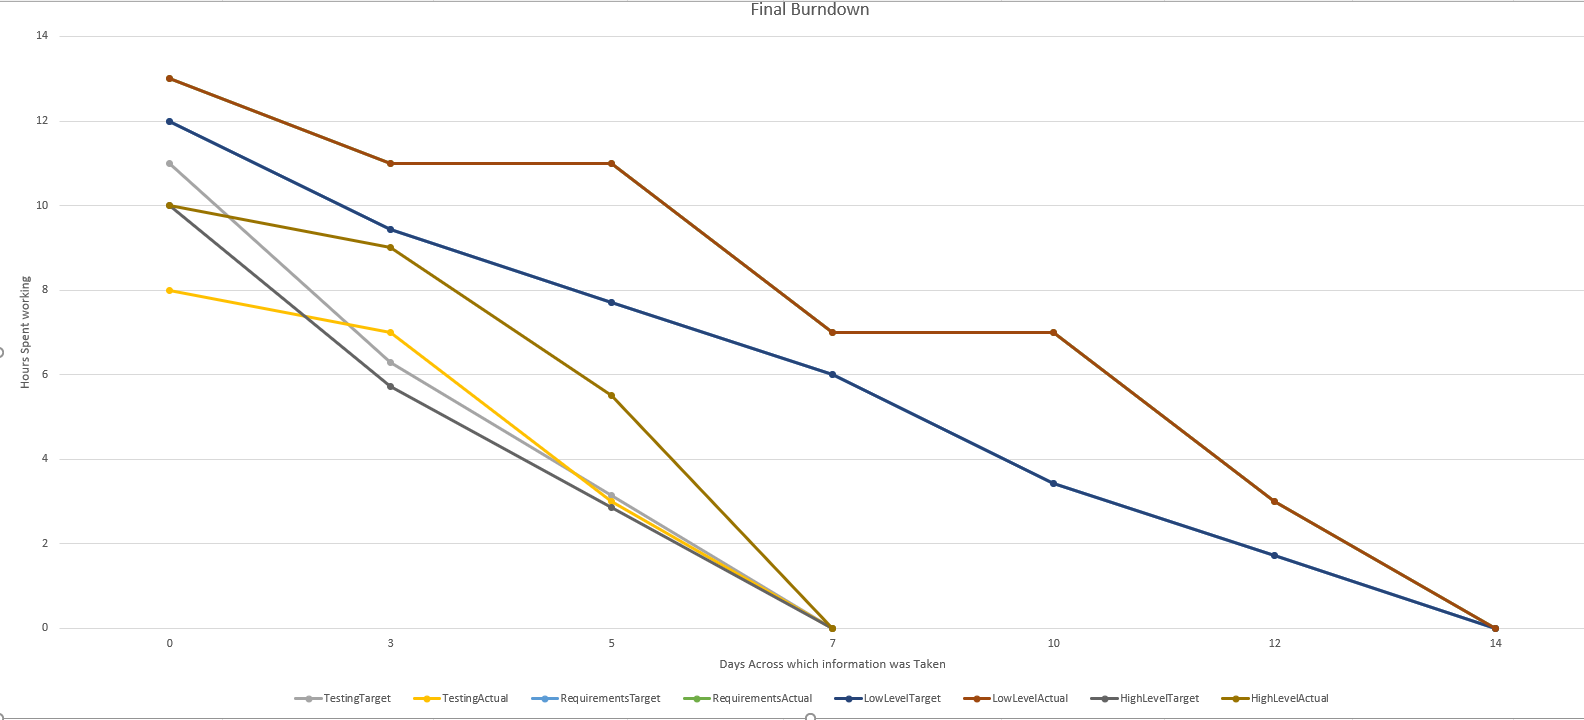 Final Burndown
14
12
10
8
6
4
2
0
Hours Spent working
0 3 5 7 10 12 14
Days Across which information was Taken
TestingTarget TestingActual RequirementsTarget RequirementsActual LowLevelTarget LowLevelActual HighLevelTarget HighLevelActual